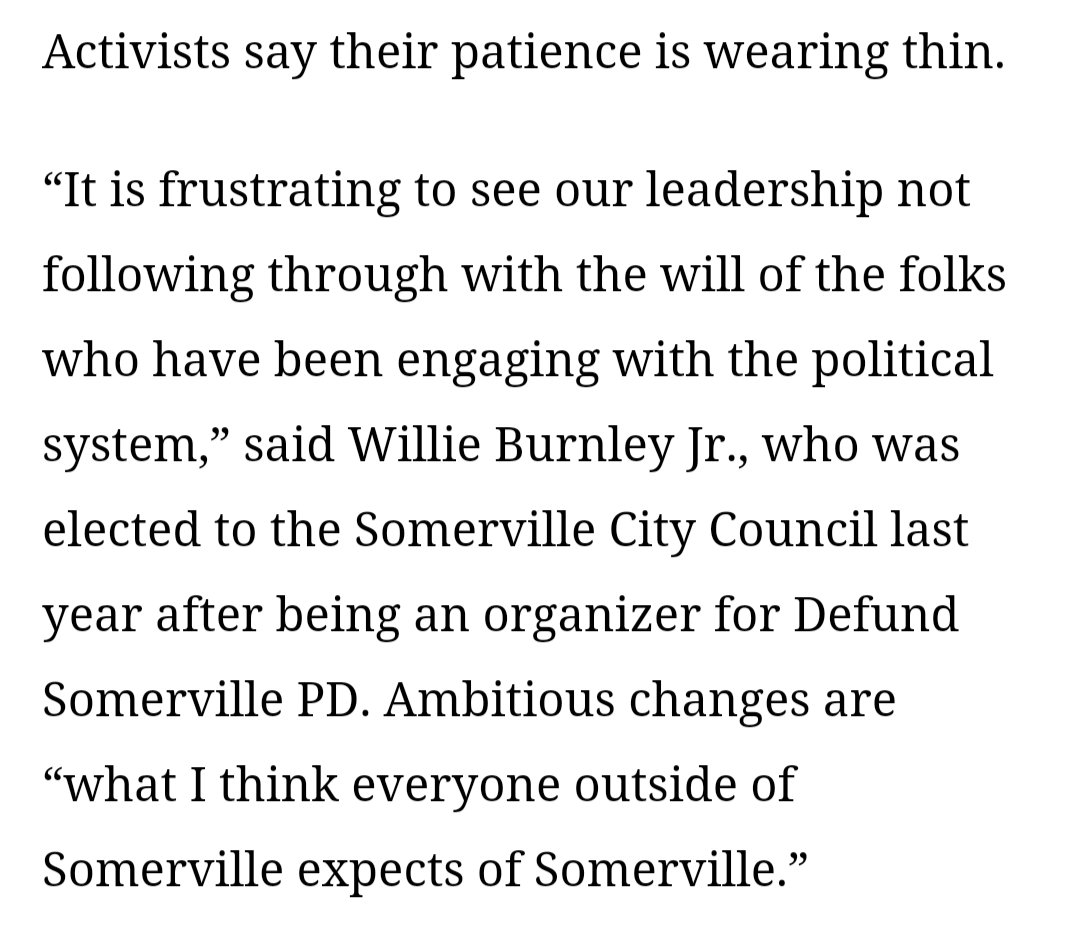 Activists say their patience is wearing thin.
“It is frustrating to see our leadership not
following through with the will of the folks
who have been engaging with the political
system,” said Willie Burnley Jr., who was
elected to the Somerville City Council last
year after being an organizer for Defund
Somerville PD. Ambitious changes are
“what I think everyone outside of
Somerville expects of Somerville.”